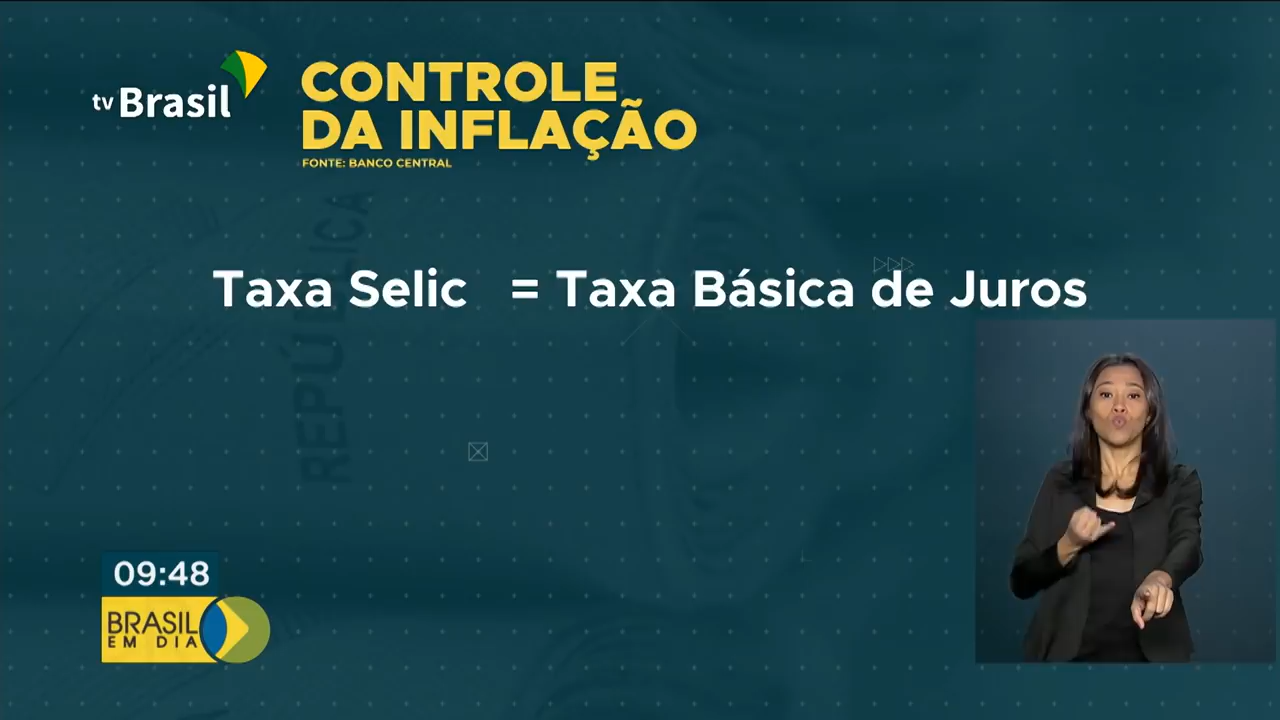 tv Brasil
CONTROLE
DA INFLAÇÃO
FONTE: BANCO CENTRAL
REPÚBLICA
Taxa Selic = Taxa Básica de Juros
09:48
BRASIL
EM DIA